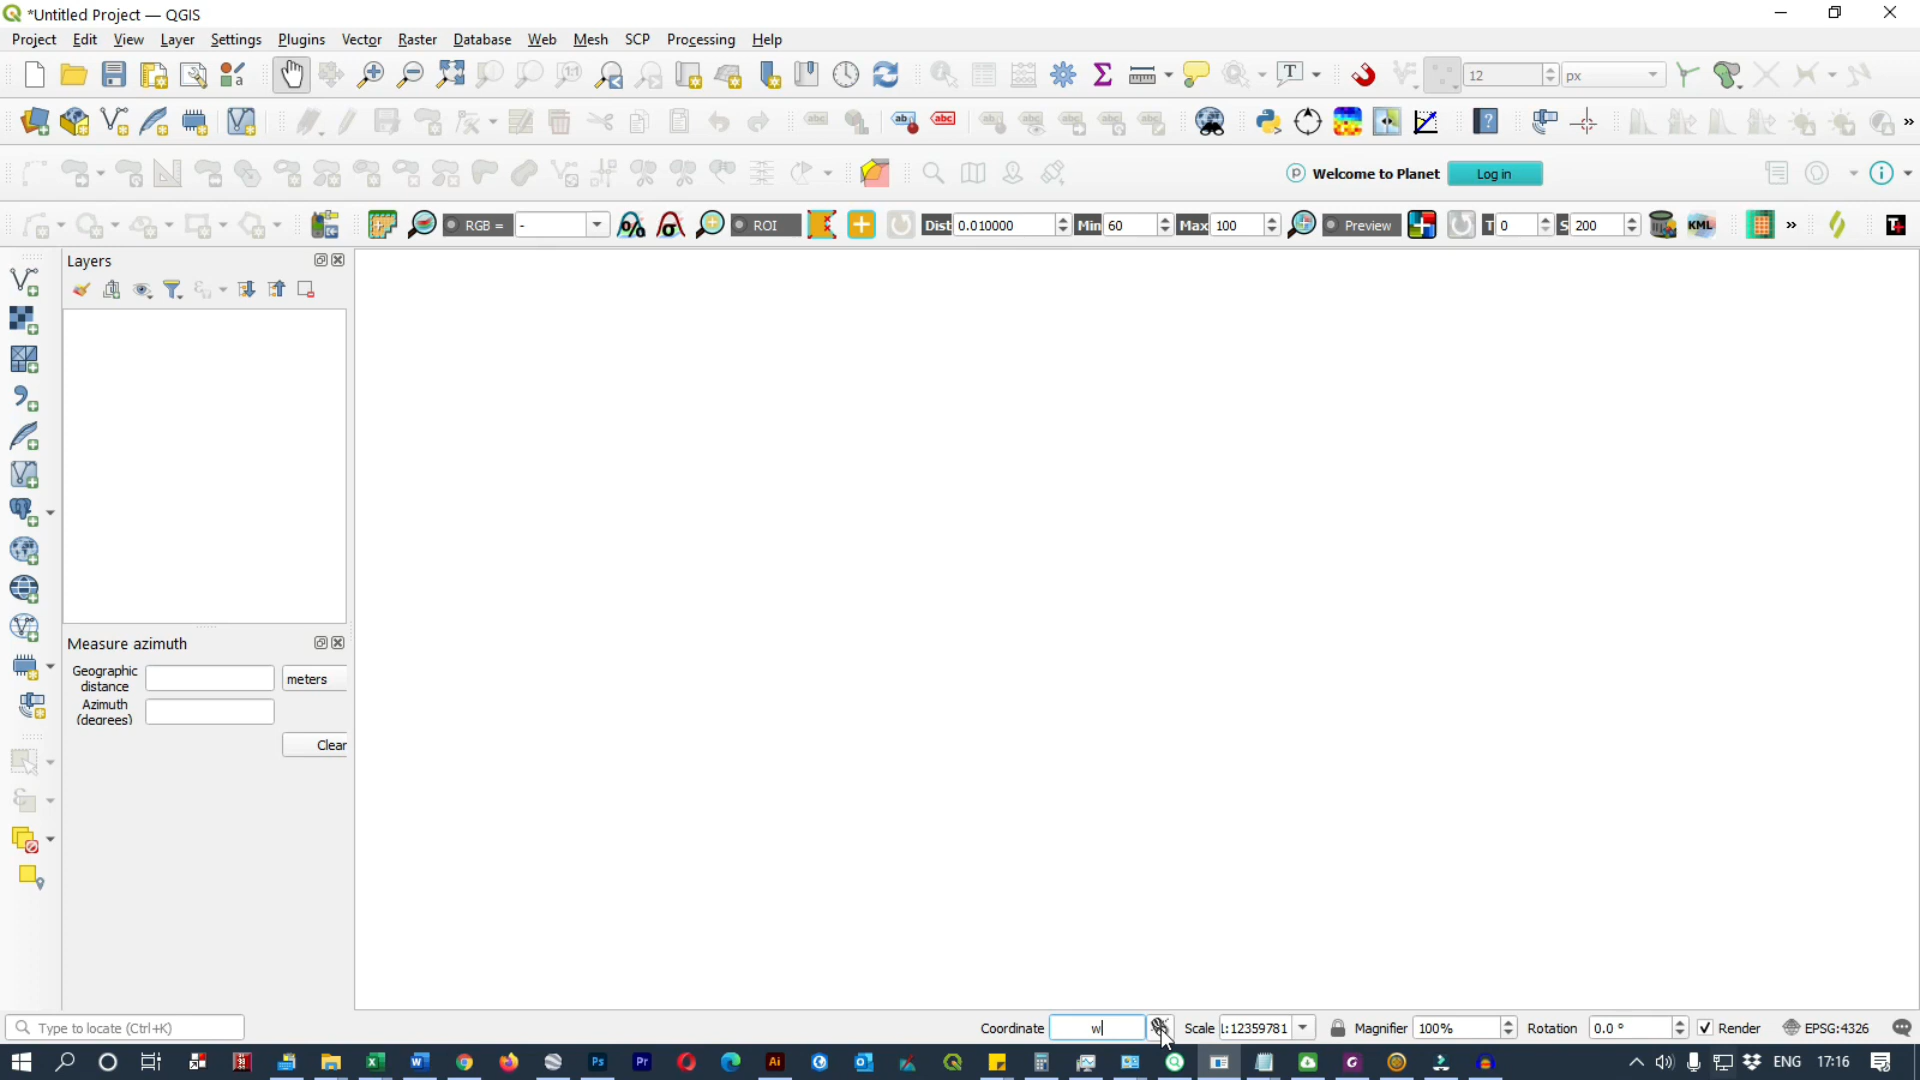 *Untitled Project — QGIS
Project Edit View Layer Settings Plugins Vector Raster Database Web Mesh SCP Processing Help
12 px
Welcome to Planet Log in
RGB = - ROI Dist 0.010000 Min 60 Max 100 Preview T 0 S 200 KML
Layers
Measure azimuth
Geographic distance meters
Azimuth (degrees)
Clear
Type to locate (Ctrl+K) Coordinate w Scale 1:12359781 Magnifier 100% Rotation 0.0 ° Render EPSG:4326
ENG 17:16